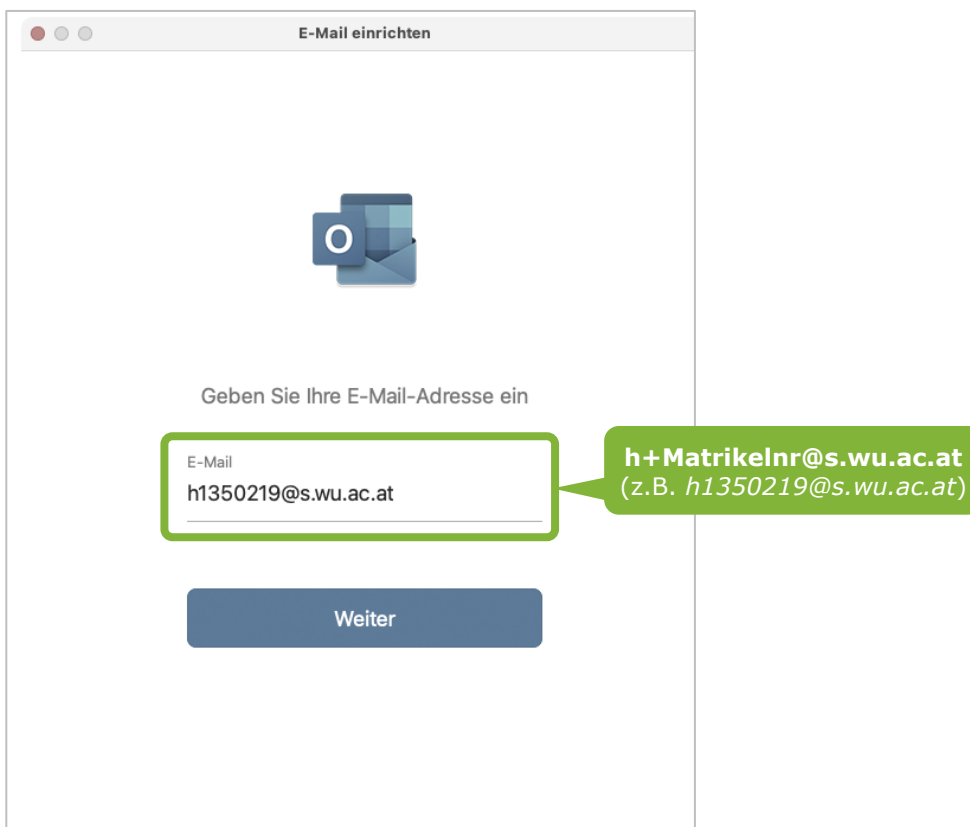 E-Mail einrichten
O
Geben Sie Ihre E-Mail-Adresse ein
E-Mail
h1350219@s.wu.ac.at
h+Matrikelnr@s.wu.ac.at
(z.B. h1350219@s.wu.ac.at)
Weiter